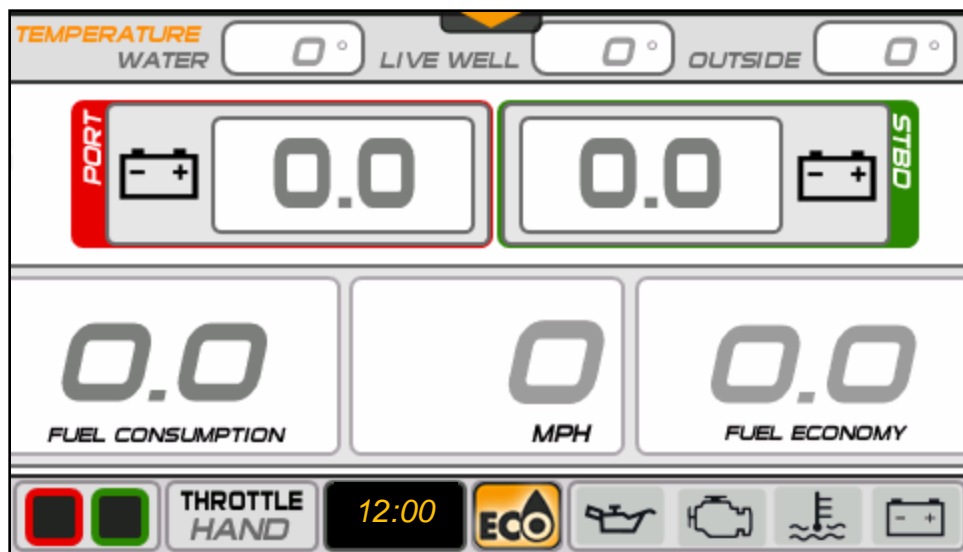 TEMPERATURE
WATER 0° LIVE WELL 0° OUTSIDE 0°
PORT - + 0.0 0.0 - + STBD
0.0 0 0.0
FUEL CONSUMPTION MPH FUEL ECONOMY
THROTTLE
HAND 12:00 ECO - +